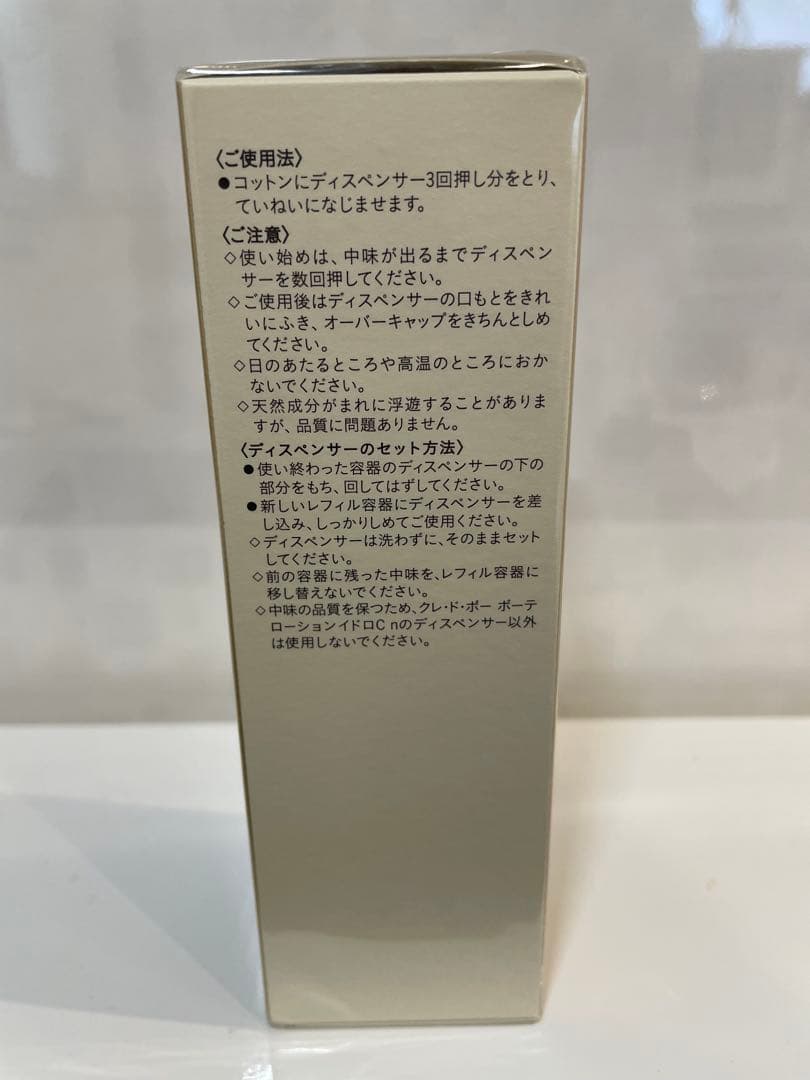 〈ご使用法〉
●コットンにディスペンサー3回押し分をとり、
ていねいになじませます。
〈ご注意〉
◇使い始めは、中味が出るまでディスペン
サーを数回押してください。
◇ご使用後はディスペンサーの口もとをきれ
いにふき、オーバーキャップをきちんとしめ
てください。
◇日のあたるところや高温のところにおか
ないでください。
◇天然成分がまれに浮遊することがありま
すが、品質に問題ありません。
〈ディスペンサーのセット方法〉
●使い終わった容器のディスペンサーの下の
部分をもち、回してはずしてください。
●新しいレフィル容器にディスペンサーを差
し込み、しっかりしめてご使用ください。
◇ディスペンサーは洗わずに、そのままセット
してください。
◇前の容器に残った中味を、レフィル容器に
移し替えないでください。
◇中味の品質を保つため、クレ・ド・ポー ボーテ
ローションイドロC nのディスペンサー以外
は使用しないでください。